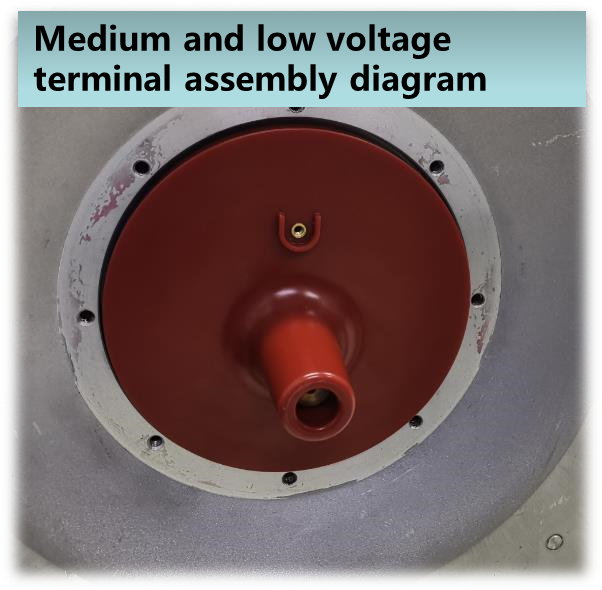 Medium and low voltage
terminal assembly diagram